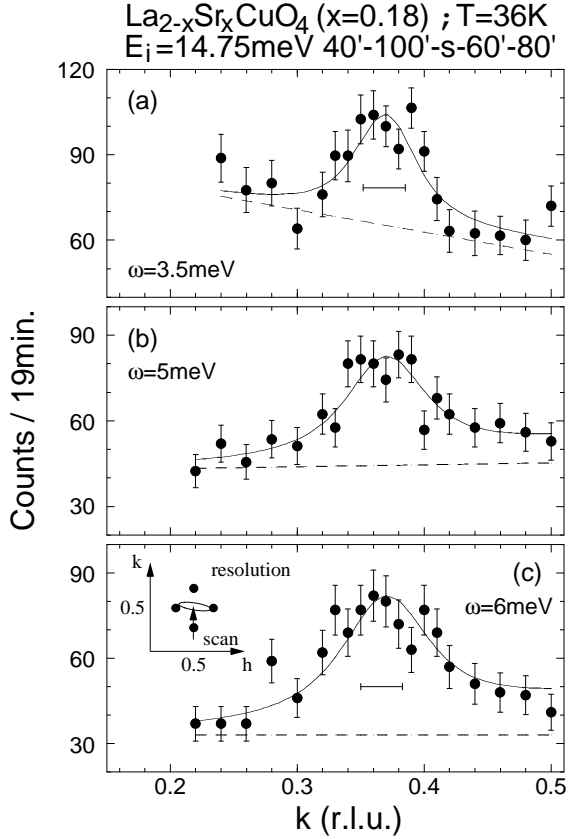 La2-xSrxCuO4 (x=0.18) ; T=36K
Ei=14.75meV 40'-100'-s-60'-80'
120
(a)
90
60
ω=3.5meV
(b)
90
ω=5meV
60
30
Counts / 19min.
k
resolution
(c)
90
0.5
ω=6meV
scan
0.5
h
60
30
0.2
0.3
0.4
0.5
k (r.l.u.)